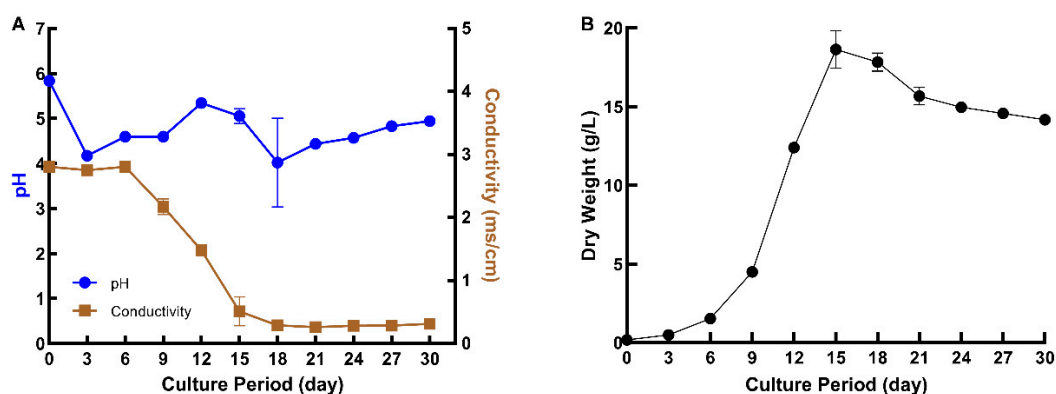 A
7
6
5
4
3
2
1
0
pH
5
4
3
2
1
0
Conductivity (ms/cm)
pH
Conductivity
0 3 6 9 12 15 18 21 24 27 30
Culture Period (day)
B
20
15
10
5
0
Dry Weight (g/L)
0 3 6 9 12 15 18 21 24 27 30
Culture Period (day)